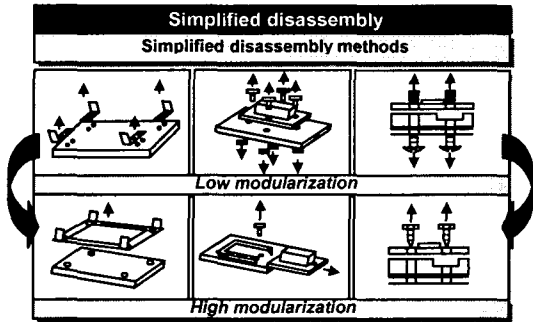 Simplified disassembly
Simplified disassembly methods
Low modularization
High modularization